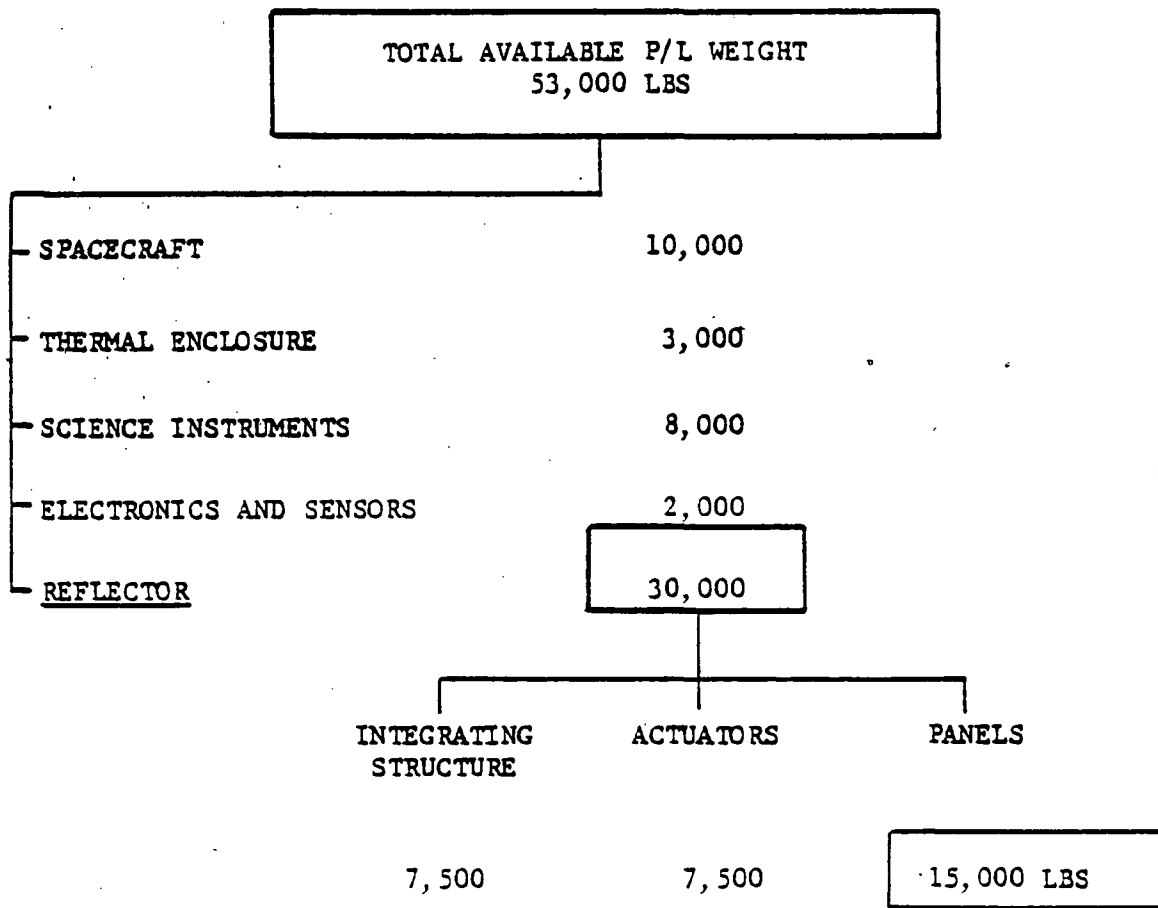 TOTAL AVAILABLE P/L WEIGHT
53,000 LBS
SPACECRAFT 10,000
THERMAL ENCLOSURE 3,000
SCIENCE INSTRUMENTS 8,000
ELECTRONICS AND SENSORS 2,000
REFLECTOR 30,000
INTEGRATING ACTUATORS PANELS
STRUCTURE
7,500 7,500 15,000 LBS